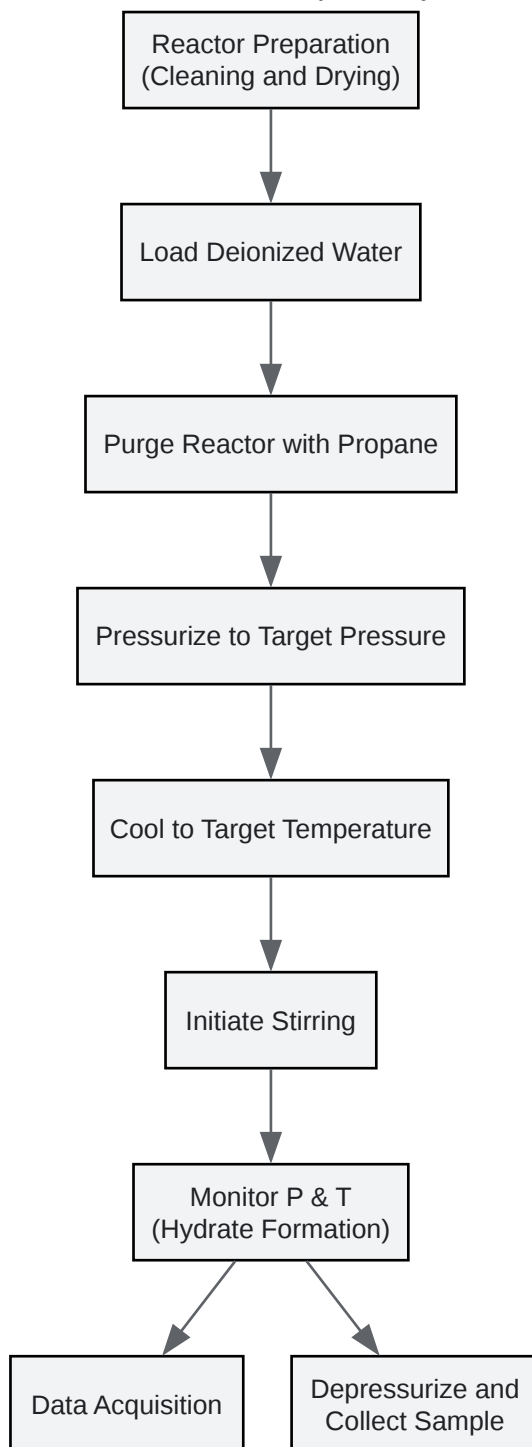 Reactor Preparation
(Cleaning and Drying)
Load Deionized Water
Purge Reactor with Propane
Pressurize to Target Pressure
Cool to Target Temperature
Initiate Stirring
Monitor P & T
(Hydrate Formation)
Data Acquisition
Depressurize and
Collect Sample